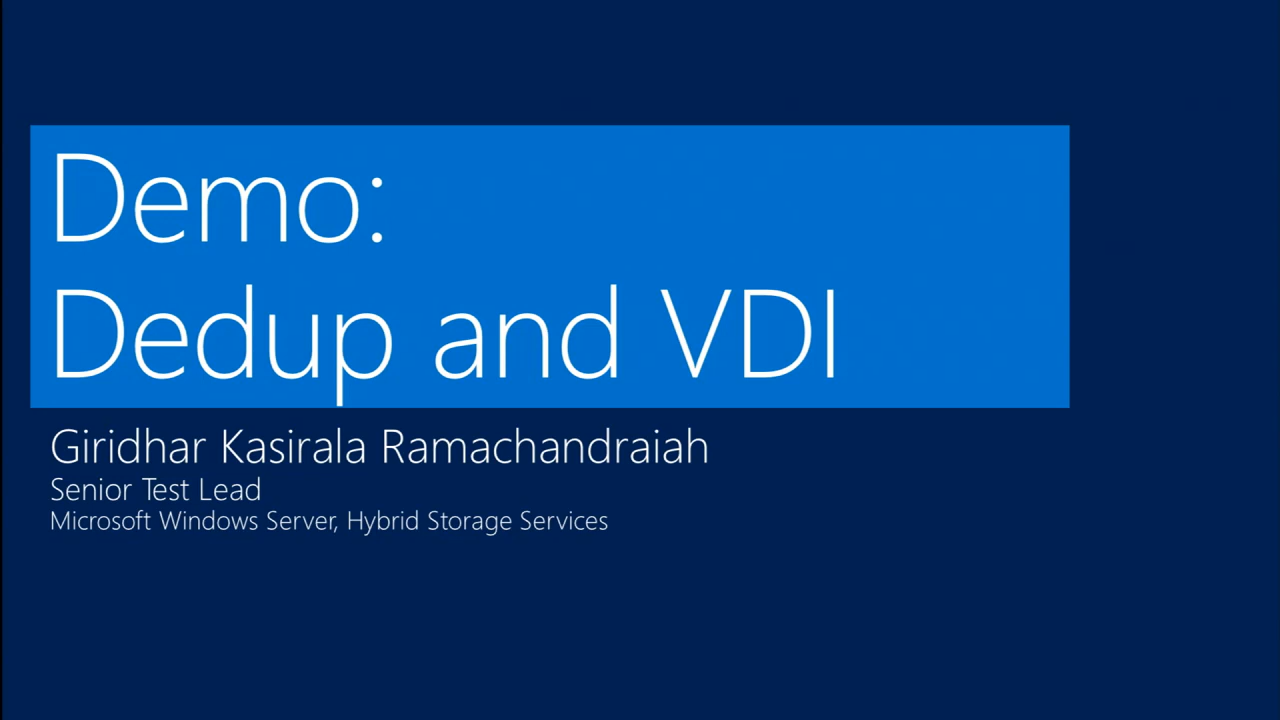 Demo:
Dedup and VDI
Giridhar Kasirala Ramachandraiah
Senior Test Lead
Microsoft Windows Server, Hybrid Storage Services